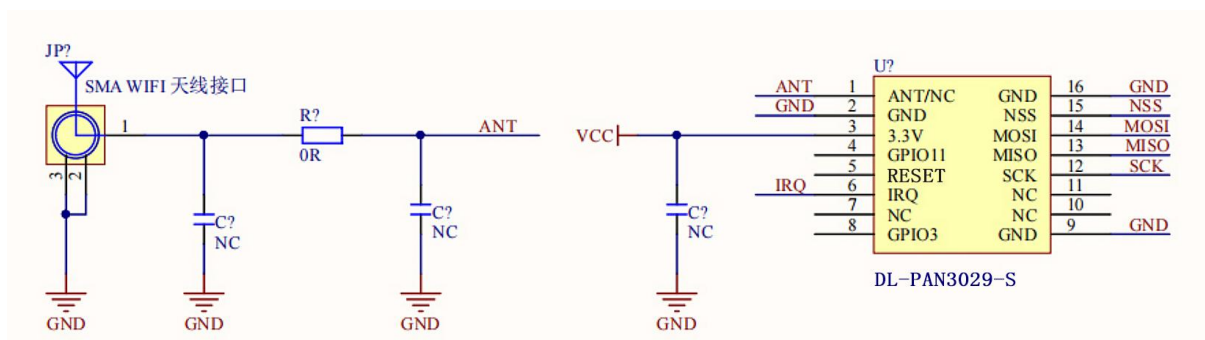 JP?
SMA WIFI 天线接口
1
3
2
GND
C?
NC
GND
R?
0R
ANT
C?
NC
GND
VCC
C?
NC
GND
U?
ANT 1 ANT/NC GND 16 GND
GND 2 GND NSS 15 NSS
3 3.3V MOSI 14 MOSI
4 GPIO11 MISO 13 MISO
5 RESET SCK 12 SCK
IRQ 6 IRQ NC 11
7 NC NC 10
8 GPIO3 GND 9 GND
DL-PAN3029-S